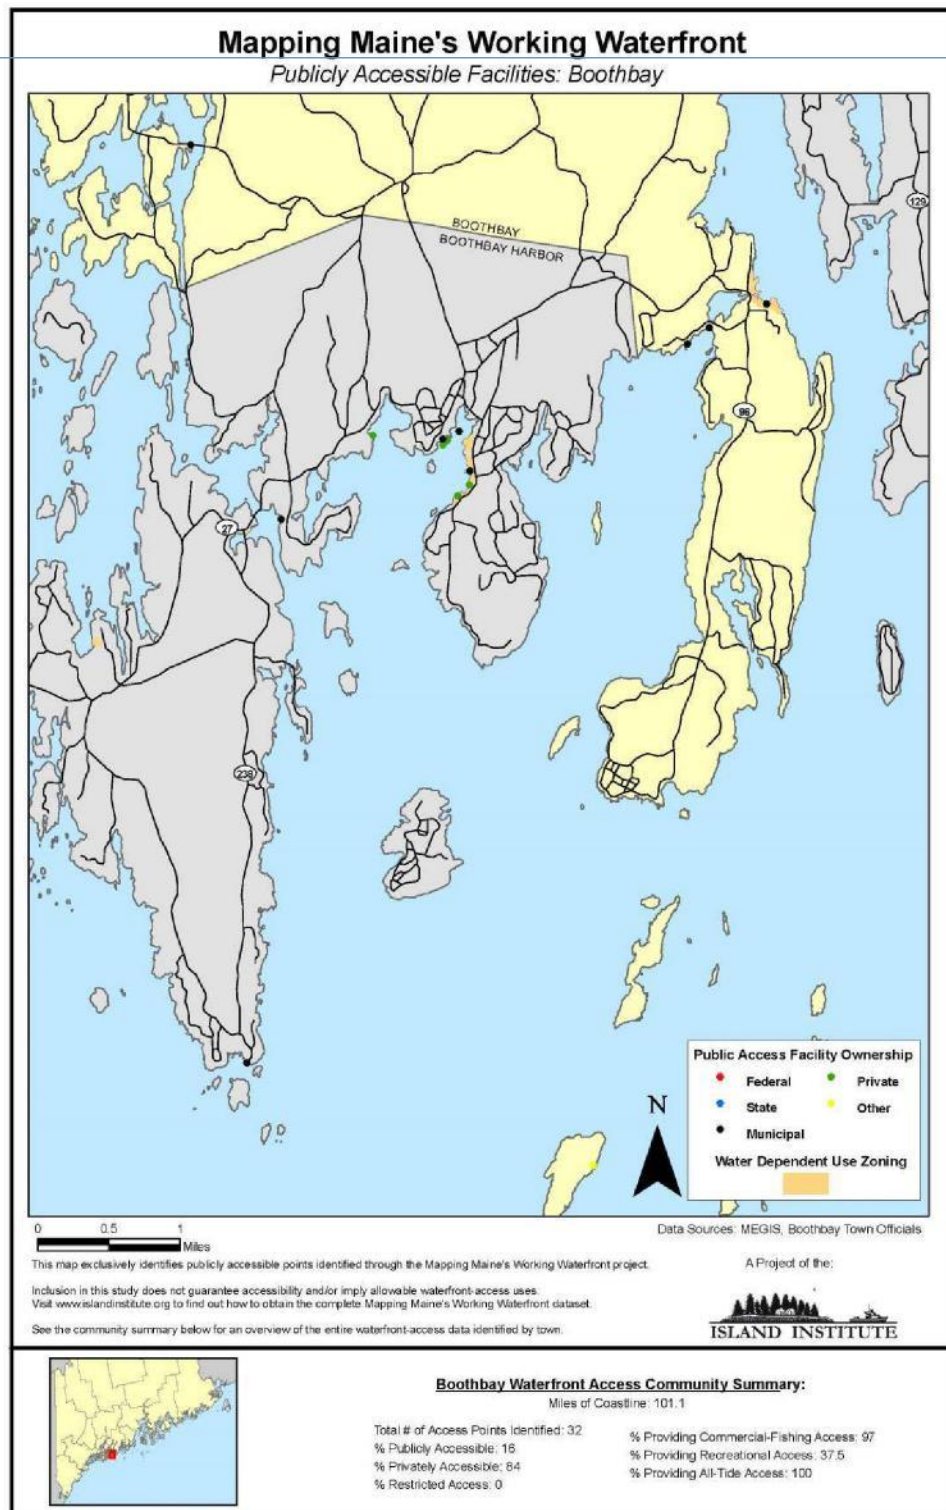 Mapping Maine's Working Waterfront
Publicly Accessible Facilities: Boothbay
BOOTHBAY
BOOTHBAY HARBOR
129
96
27
238
Public Access Facility Ownership
Federal Private
State Other
Municipal
Water Dependent Use Zoning
N
0 0.5 1
Miles
Data Sources: MEGIS, Boothbay Town Officials
This map exclusively identifies publicly accessible points identified through the Mapping Maine's Working Waterfront project.
A Project of the:
Inclusion in this study does not guarantee accessibility and/or imply allowable waterfront-access uses.
Visit www.islandinstitute.org to find out how to obtain the complete Mapping Maine's Working Waterfront dataset.
See the community summary below for an overview of the entire waterfront-access data identified by town.
ISLAND INSTITUTE
Boothbay Waterfront Access Community Summary:
Miles of Coastline: 101.1
Total # of Access Points Identified: 32
% Publicly Accessible: 16
% Privately Accessible: 84
% Restricted Access: 0
% Providing Commercial-Fishing Access: 97
% Providing Recreational Access: 37.5
% Providing All-Tide Access: 100